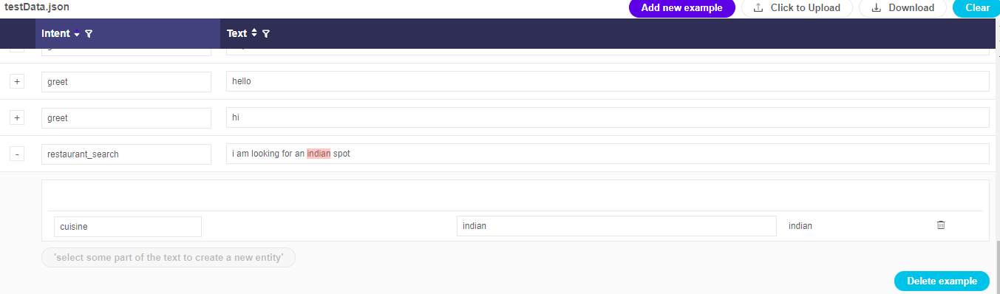 testData.json Add new example Click to Upload Download Clear
Intent Text
+ greet hello
+ greet hi
- restaurant_search i am looking for an indian spot
cuisine indian indian
'select some part of the text to create a new entity'
Delete example